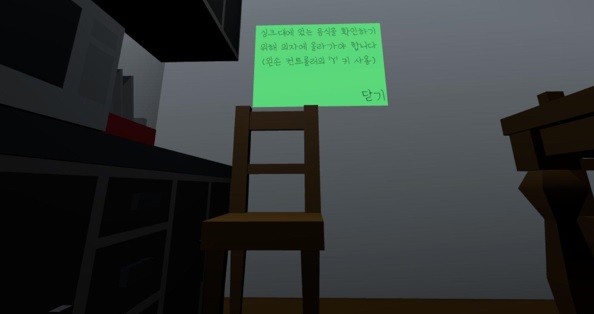 싱크대에 있는 음식을 확인하기
위해 의자에 올라가야 합니다
(왼손 컨트롤러의 'Y' 키 사용)
닫기